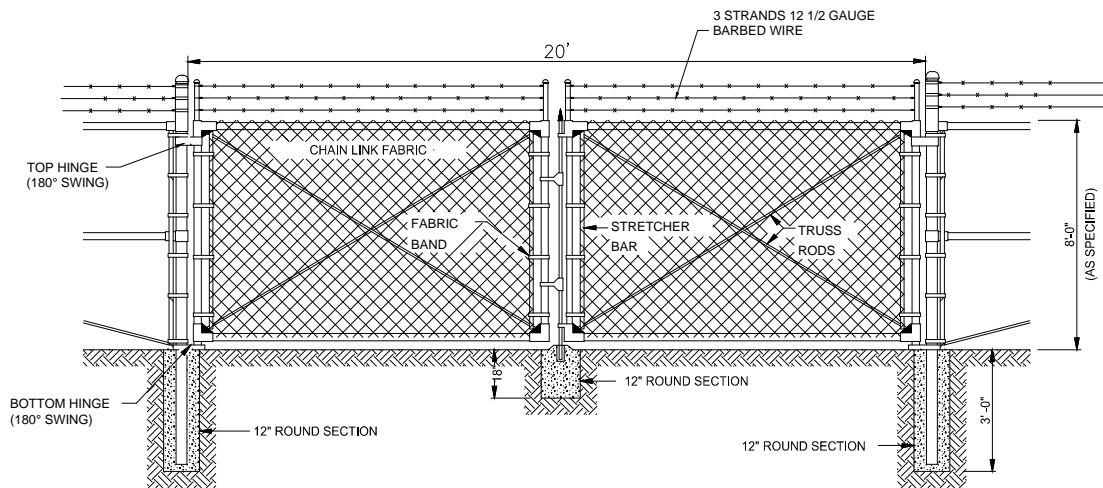 3 STRANDS 12 1/2 GAUGE
BARBED WIRE
20'
CHAIN LINK FABRIC
TOP HINGE
(180° SWING)
FABRIC
BAND
STRETCHER
BAR
TRUSS
RODS
8'-0"
(AS SPECIFIED)
18"
12" ROUND SECTION
BOTTOM HINGE
(180° SWING)
12" ROUND SECTION
12" ROUND SECTION
3'-0"